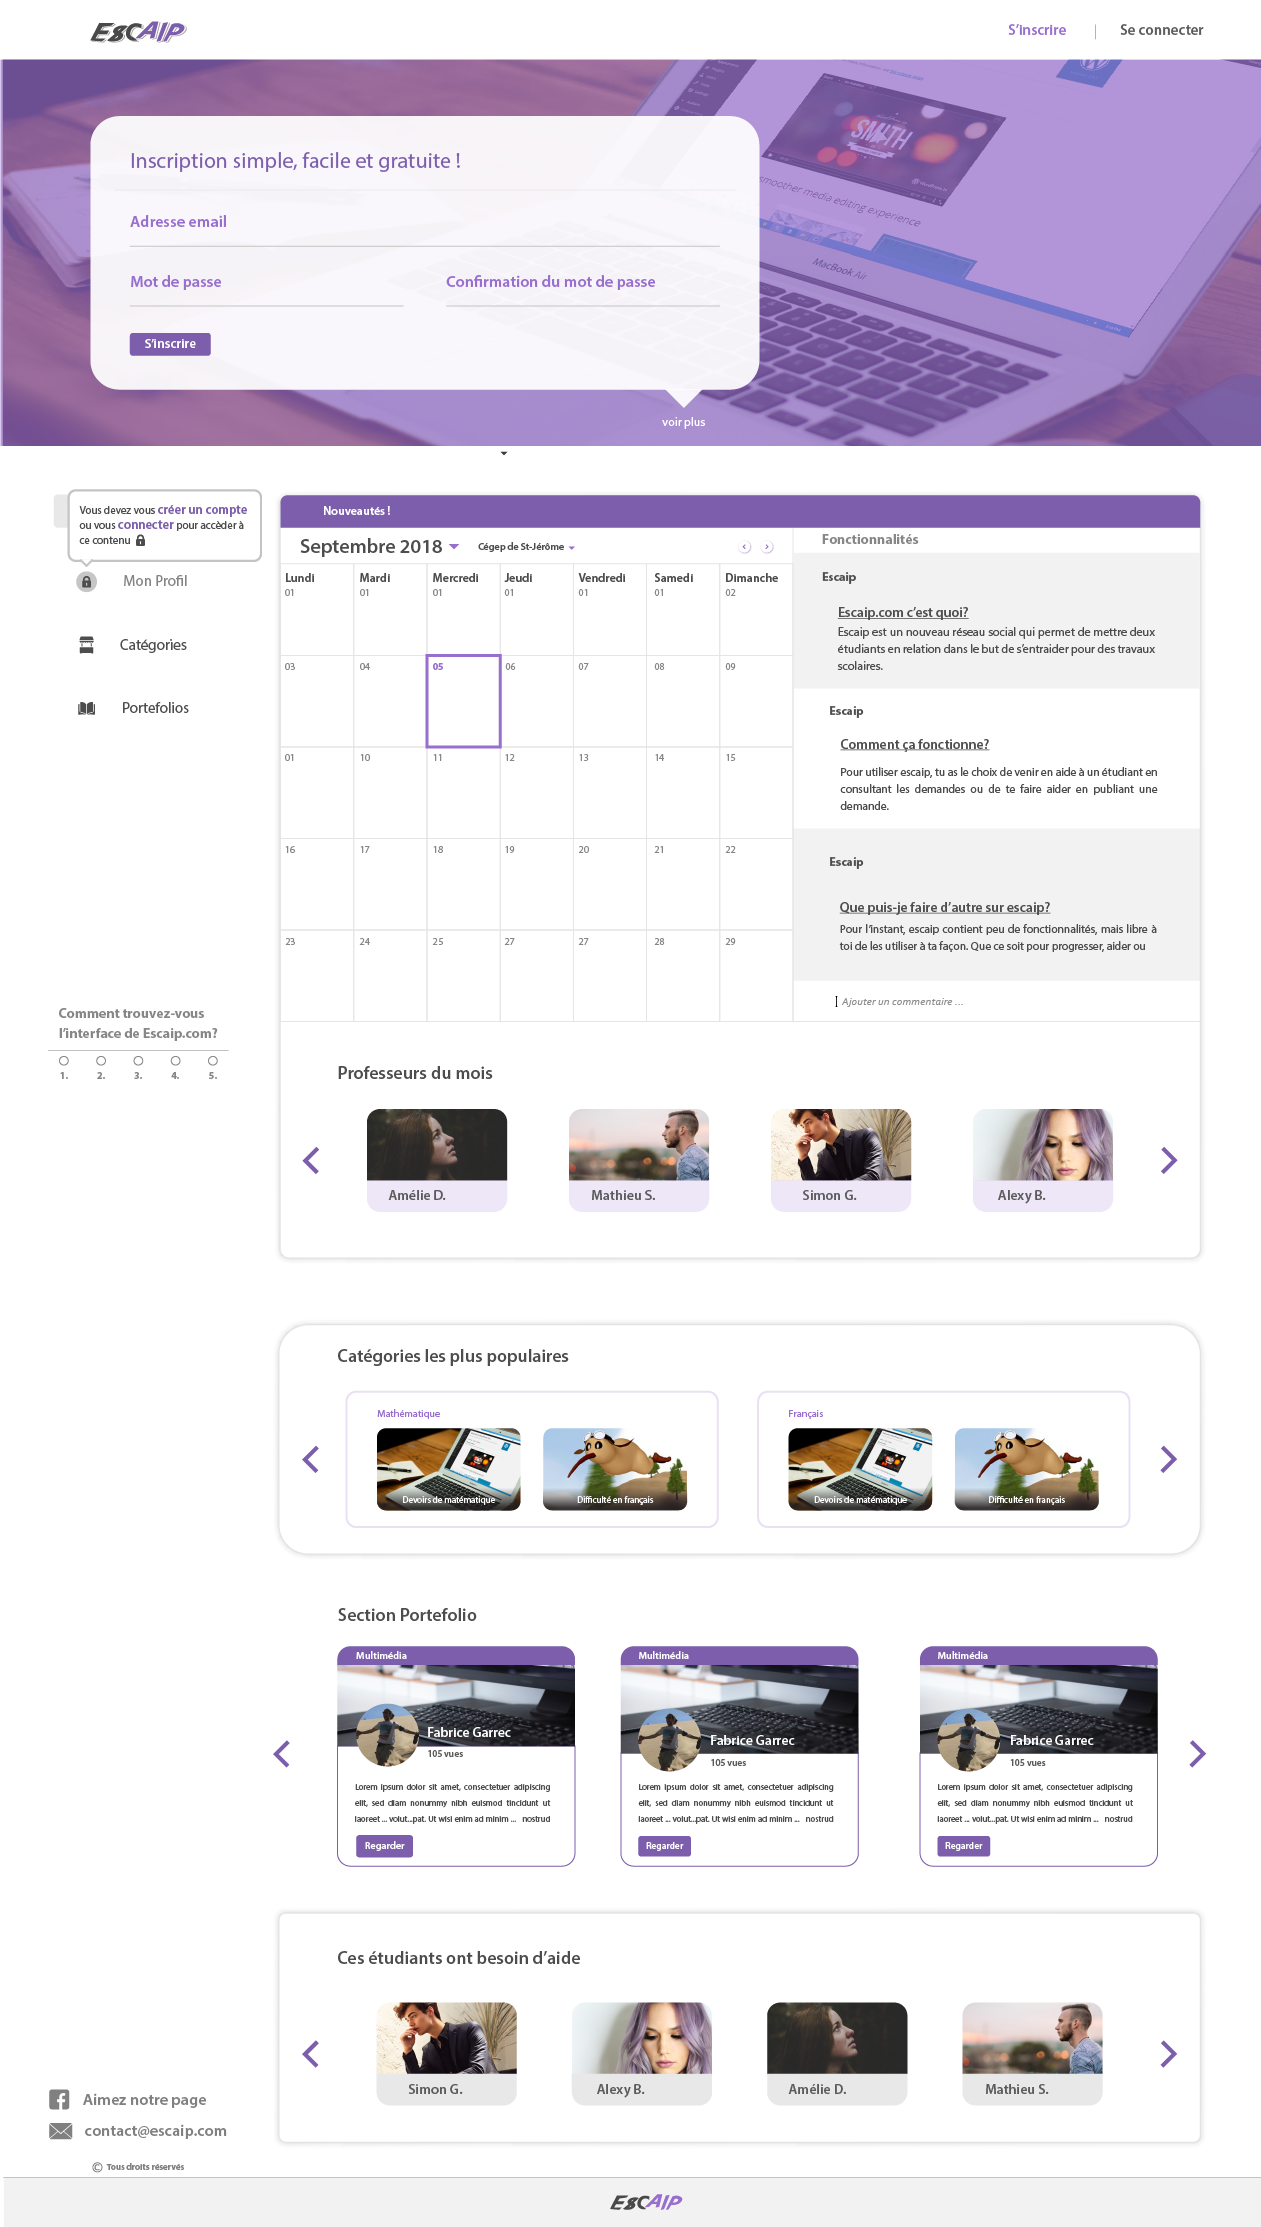 EsCAIP
S'inscrire
Se connecter
SMITH
smoother media editing experience
MacBook Air
Inscription simple, facile et gratuite !
Adresse email
Mot de passe
Confirmation du mot de passe
S'inscrire
voir plus
Vous devez vous créer un compte
ou vous connecter pour accèder à
ce contenu
Mon Profil
Catégories
Portefolios
Comment trouvez-vous
l'interface de Escaip.com?
1. 2. 3. 4. 5.
Nouveautés !
Septembre 2018
Cégep de St-Jérôme
Lundi Mardi Mercredi Jeudi Vendredi Samedi Dimanche
01 01 01 01 01 01 02
03 04 05 06 07 08 09
01 10 11 12 13 14 15
16 17 18 19 20 21 22
23 24 25 27 27 28 29
Fonctionnalités
Escaip
Escaip.com c'est quoi?
Escaip est un nouveau réseau social qui permet de mettre deux
étudiants en relation dans le but de s'entraider pour des travaux
scolaires.
Escaip
Comment ça fonctionne?
Pour utiliser escaip, tu as le choix de venir en aide à un étudiant en
consultant les demandes ou de te faire aider en publiant une
demande.
Escaip
Que puis-je faire d'autre sur escaip?
Pour l'instant, escaip contient peu de fonctionalités, mais libre à
toi de les utiliser à ta façon. Que ce soit pour progresser, aider ou
Ajouter un commentaire ...
Professeurs du mois
Amélie D.
Mathieu S.
Simon G.
Alexy B.
Catégories les plus populaires
Mathématique
Devoirs de matématique
Difficulté en français
Français
Devoirs de matématique
Difficulté en français
Section Portefolio
Multimédia
Fabrice Garrec
105 vues
Lorem ipsum dolor sit amet, consectetuer adipiscing
elit, sed diam nonummy nibh euismod tincidunt ut
laoreet ... volut...pat. Ut wisi enim ad minim ... nostrud
Regarder
Multimédia
Fabrice Garrec
105 vues
Lorem ipsum dolor sit amet, consectetuer adipiscing
elit, sed diam nonummy nibh euismod tincidunt ut
laoreet ... volut...pat. Ut wisi enim ad minim ... nostrud
Regarder
Multimédia
Fabrice Garrec
105 vues
Lorem ipsum dolor sit amet, consectetuer adipiscing
elit, sed diam nonummy nibh euismod tincidunt ut
laoreet ... volut...pat. Ut wisi enim ad minim ... nostrud
Regarder
Ces étudiants ont besoin d'aide
Simon G.
Alexy B.
Amélie D.
Mathieu S.
Aimez notre page
contact@escaip.com
© Tous droits réservés
EsCAIP